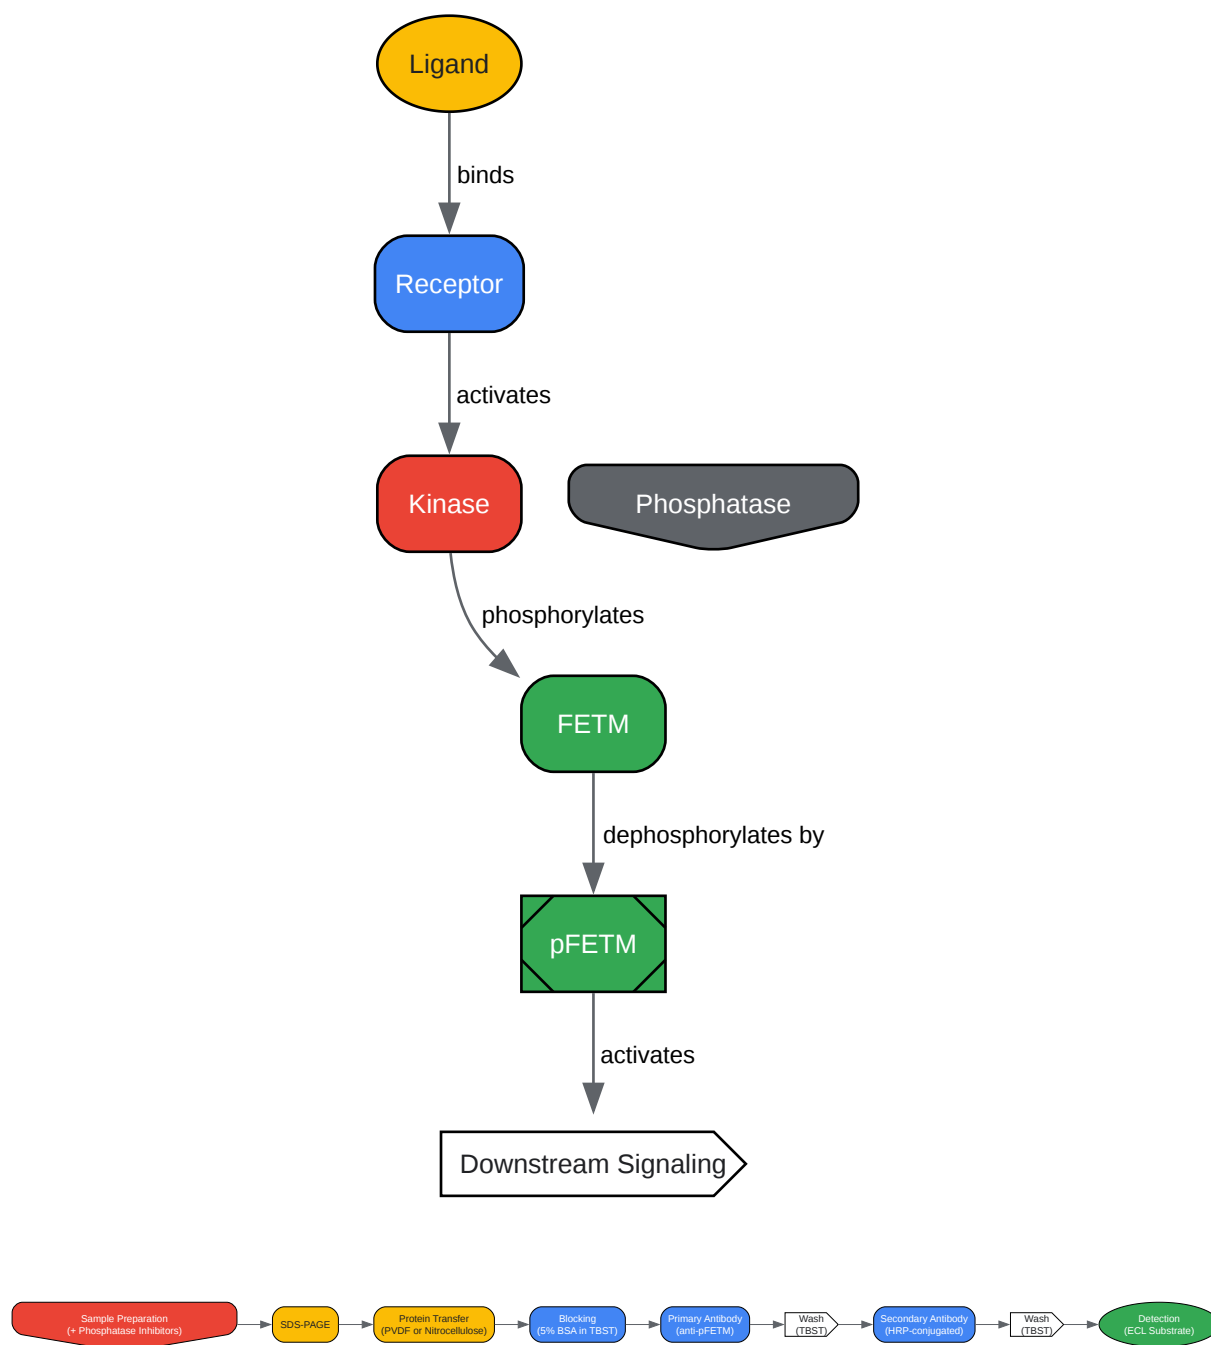 Ligand
binds
Receptor
activates
Kinase
Phosphatase
phosphorylates
FETM
dephosphorylates by
pFETM
activates
Downstream Signaling
Sample Preparation
(+ Phosphatase Inhibitors)
SDS-PAGE
Protein Transfer
(PVDF or Nitrocellulose)
Blocking
(5% BSA in TBST)
Primary Antibody
(anti-pFETM)
Wash
(TBST)
Secondary Antibody
(HRP-conjugated)
Wash
(TBST)
Detection
(ECL Substrate)